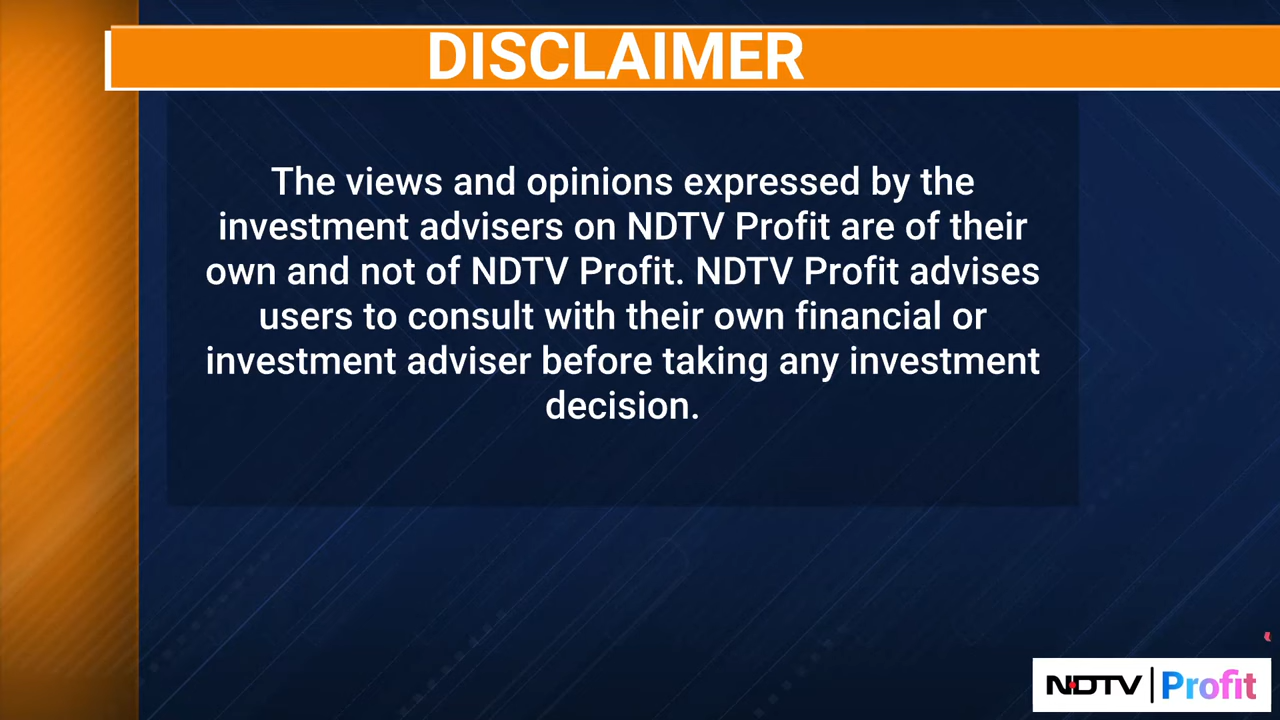 DISCLAIMER
The views and opinions expressed by the
investment advisers on NDTV Profit are of their
own and not of NDTV Profit. NDTV Profit advises
users to consult with their own financial or
investment adviser before taking any investment
decision.
NDTV | Profit